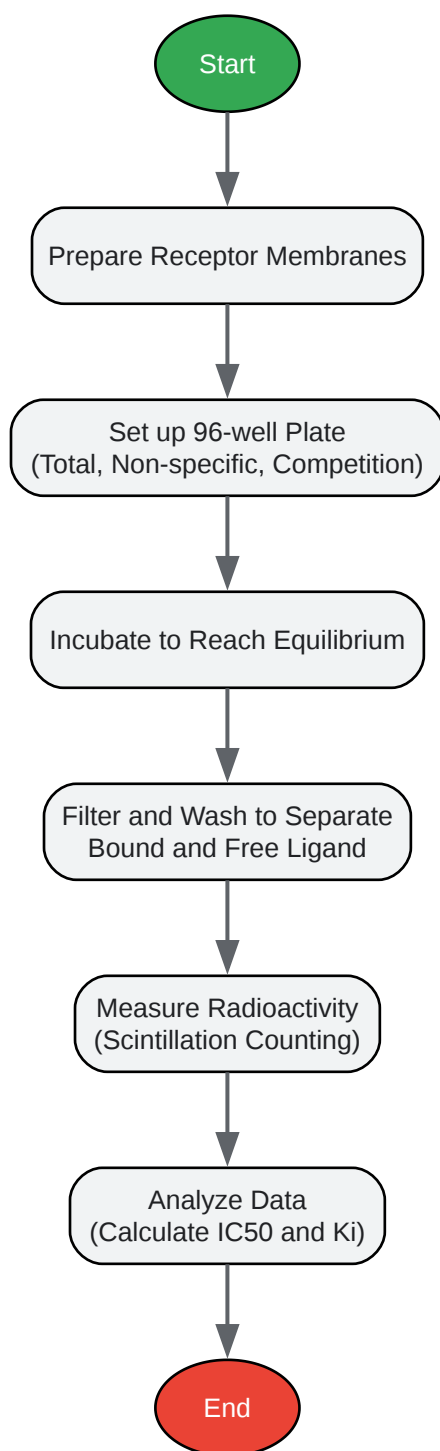 Start
Prepare Receptor Membranes
Set up 96-well Plate
(Total, Non-specific, Competition)
Incubate to Reach Equilibrium
Filter and Wash to Separate
Bound and Free Ligand
Measure Radioactivity
(Scintillation Counting)
Analyze Data
(Calculate IC50 and Ki)
End